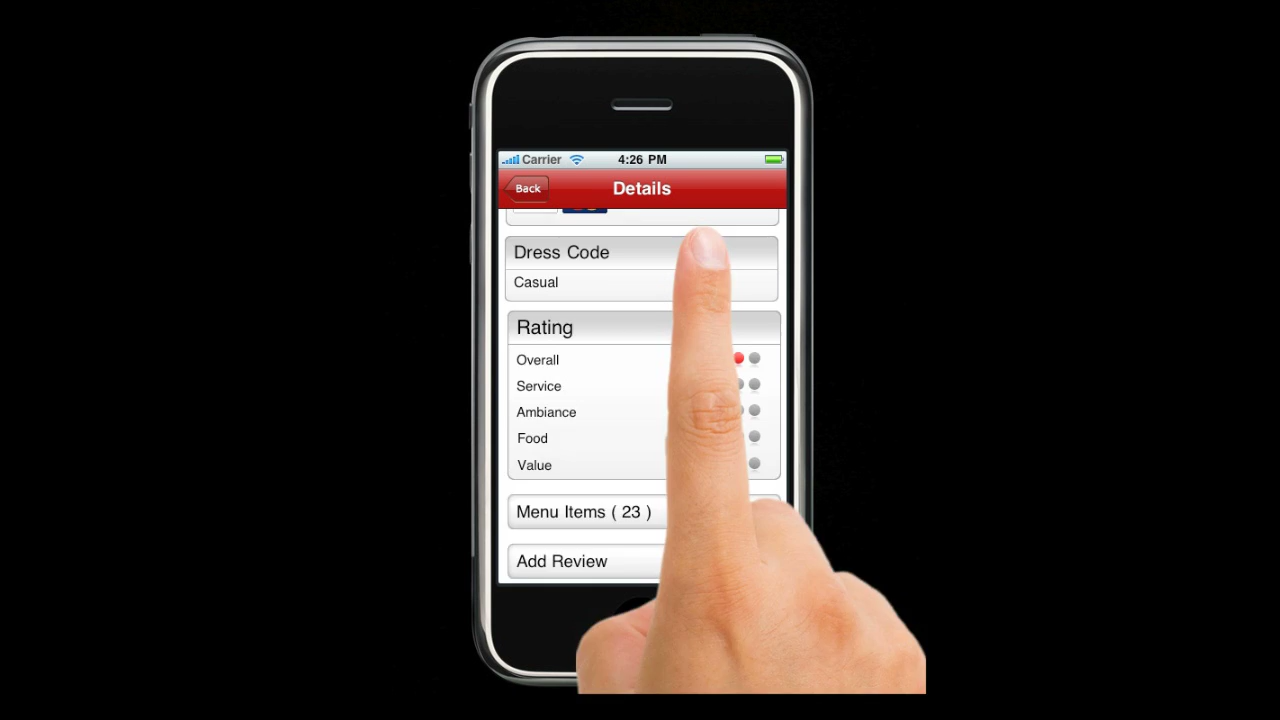 Carrier 4:26 PM
Back Details
Dress Code
Casual
Rating
Overall
Service
Ambiance
Food
Value
Menu Items ( 23 )
Add Review